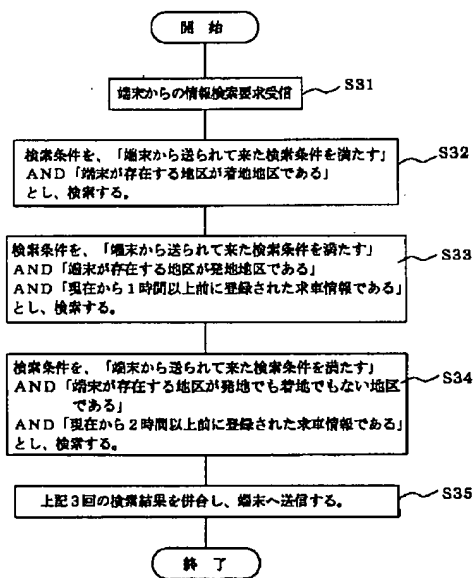 開 始
端末からの情報検索要求受信
S31
検索条件を、「端末から送られて来た検索条件を満たす」
AND「端末が存在する地区が着地地区である」
とし、検索する。
S32
検索条件を、「端末から送られて来た検索条件を満たす」
AND「端末が存在する地区が発地地区である」
AND「現在から1時間以上前に登録された求車情報である」
とし、検索する。
S33
検索条件を、「端末から送られて来た検索条件を満たす」
AND「端末が存在する地区が発地でも着地でもない地区
である」
AND「現在から2時間以上前に登録された求車情報である」
とし、検索する。
S34
上記3回の検索結果を併合し、端末へ送信する。
S35
終 了